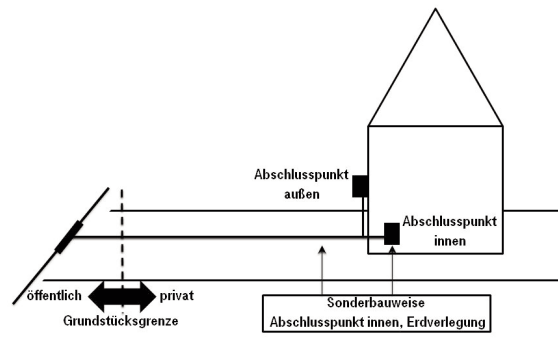 Abschlusspunkt
außen
Abschlusspunkt
innen
öffentlich
privat
Grundstücksgrenze
Sonderbauweise
Abschlusspunkt innen, Erdverlegung